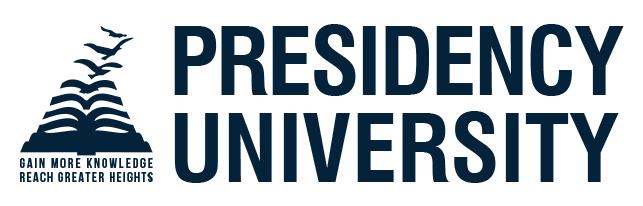 PRESIDENCY
UNIVERSITY
GAIN MORE KNOWLEDGE
REACH GREATER HEIGHTS